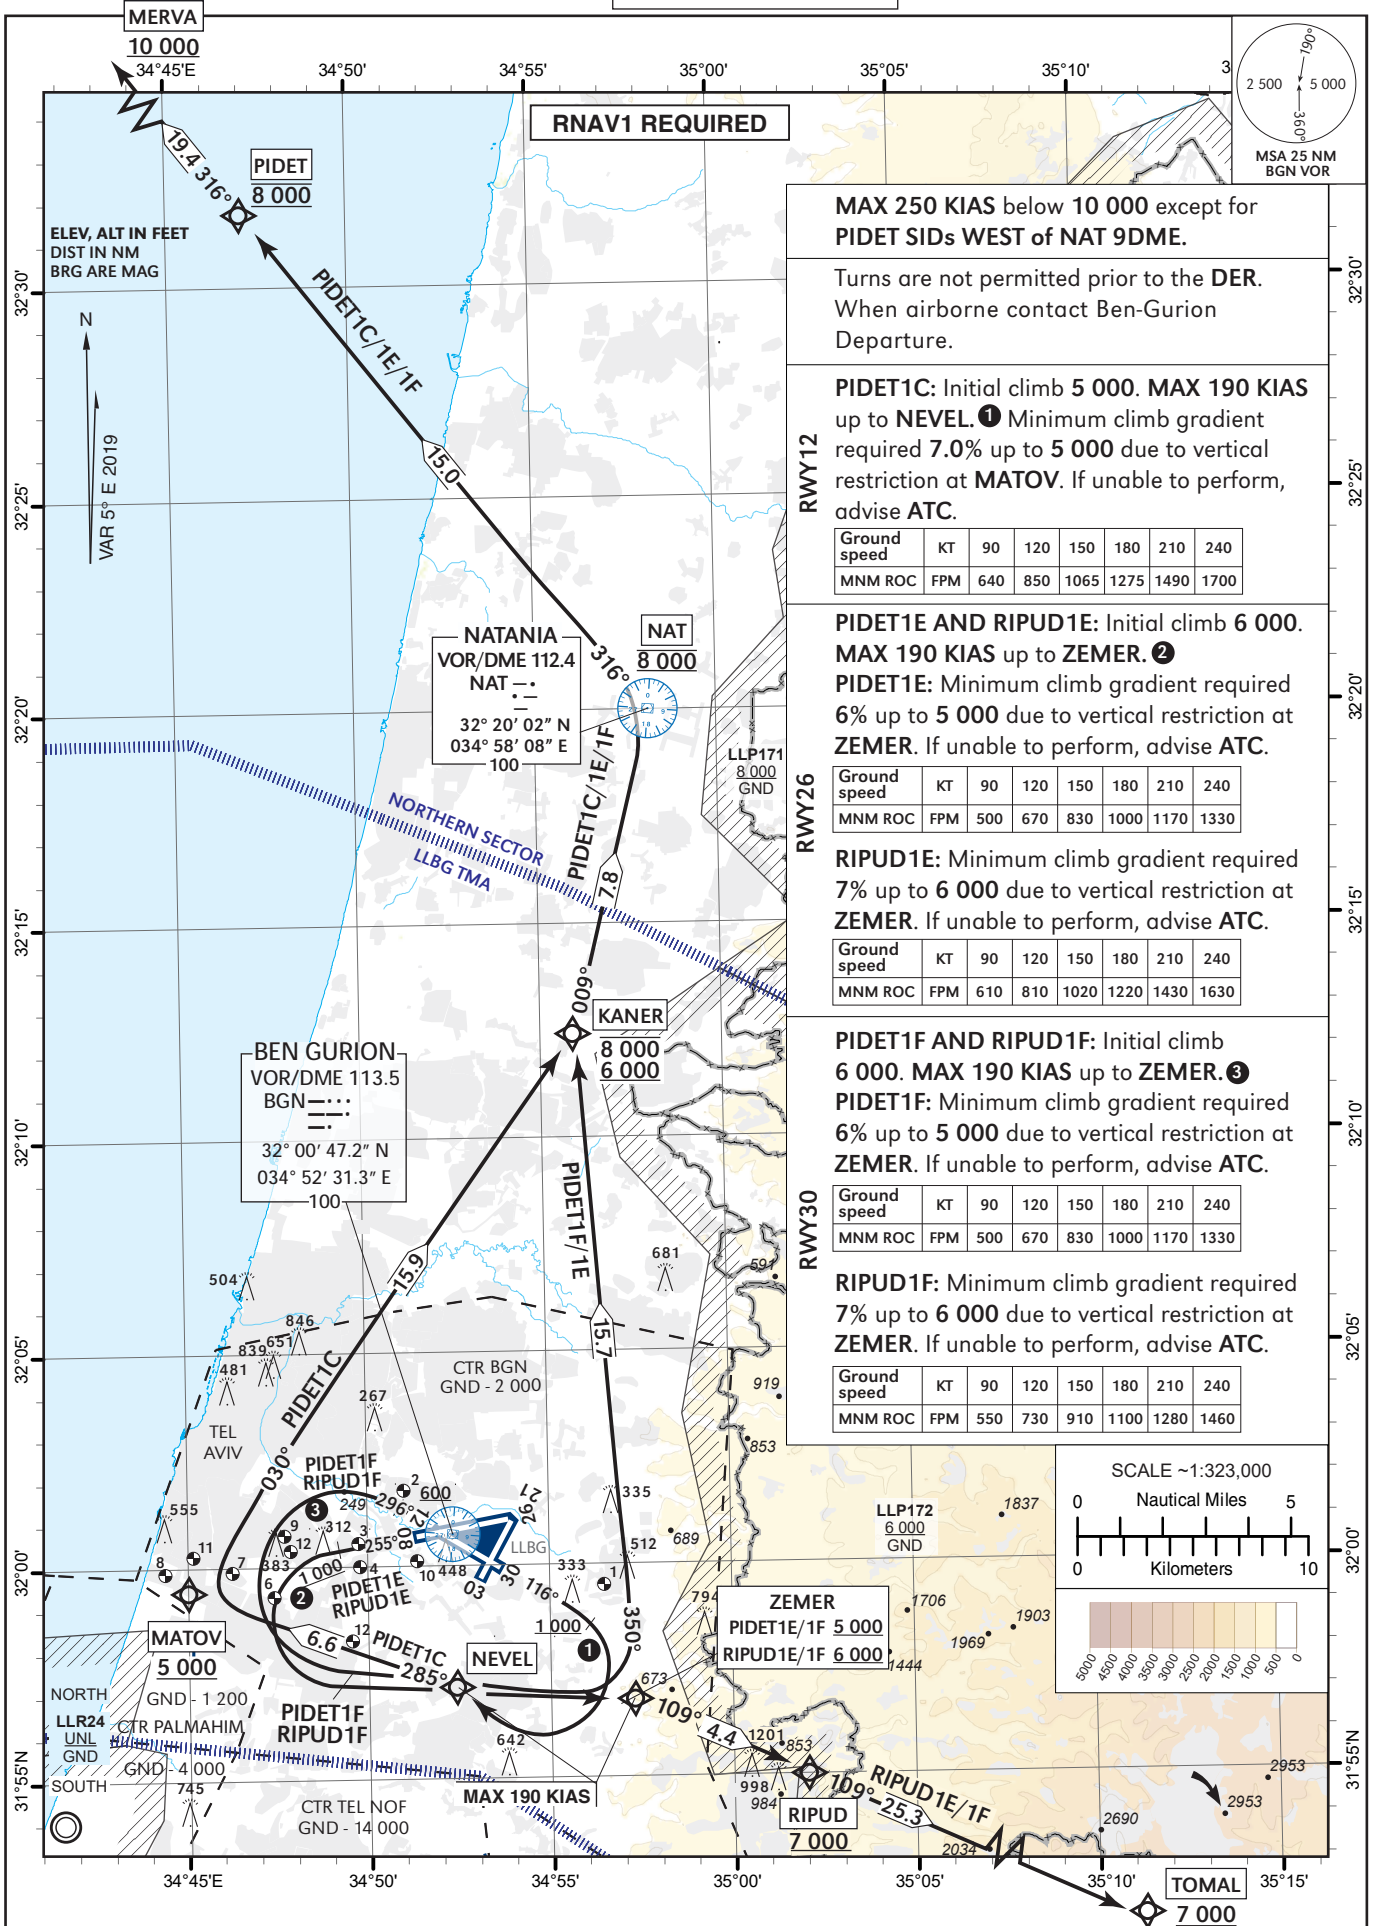 MERVA
10 000
34°45'E
34°50'
34°55'
35°00'
35°05'
35°10'
3
190°
2 500
5 000
360°
MSA 25 NM
BGN VOR
RNAV1 REQUIRED
19.4
316°
PIDET
8 000
ELEV, ALT IN FEET
DIST IN NM
BRG ARE MAG
N
VAR 5° E 2019
32°30'
32°25'
32°20'
32°15'
32°10'
32°05'
32°00'
31°55'N
PIDET1C/1E/1F
15.0
MAX 250 KIAS below 10 000 except for
PIDET SIDs WEST of NAT 9DME.
Turns are not permitted prior to the DER.
When airborne contact Ben-Gurion
Departure.
RWY12
PIDET1C: Initial climb 5 000. MAX 190 KIAS
up to NEVEL. 1 Minimum climb gradient
required 7.0% up to 5 000 due to vertical
restriction at MATOV. If unable to perform,
advise ATC.
Ground speed KT 90 120 150 180 210 240
MNM ROC FPM 640 850 1065 1275 1490 1700
RWY26
PIDET1E AND RIPUD1E: Initial climb 6 000.
MAX 190 KIAS up to ZEMER. 2
PIDET1E: Minimum climb gradient required
6% up to 5 000 due to vertical restriction at
ZEMER. If unable to perform, advise ATC.
Ground speed KT 90 120 150 180 210 240
MNM ROC FPM 500 670 830 1000 1170 1330
RIPUD1E: Minimum climb gradient required
7% up to 6 000 due to vertical restriction at
ZEMER. If unable to perform, advise ATC.
Ground speed KT 90 120 150 180 210 240
MNM ROC FPM 610 810 1020 1220 1430 1630
RWY30
PIDET1F AND RIPUD1F: Initial climb
6 000. MAX 190 KIAS up to ZEMER. 3
PIDET1F: Minimum climb gradient required
6% up to 5 000 due to vertical restriction at
ZEMER. If unable to perform, advise ATC.
Ground speed KT 90 120 150 180 210 240
MNM ROC FPM 500 670 830 1000 1170 1330
RIPUD1F: Minimum climb gradient required
7% up to 6 000 due to vertical restriction at
ZEMER. If unable to perform, advise ATC.
Ground speed KT 90 120 150 180 210 240
MNM ROC FPM 550 730 910 1100 1280 1460
NATANIA
VOR/DME 112.4
NAT
32° 20' 02" N
034° 58' 08" E
100
316°
NAT
8 000
LLP171
8 000
GND
NORTHERN SECTOR
LLBG TMA
PIDET1C/1E/1F
7.8
009°
KANER
8 000
6 000
BEN GURION
VOR/DME 113.5
BGN
32° 00' 47.2" N
034° 52' 31.3" E
100
PIDET1F/1E
15.9
15.7
681
591
504
846
651
839
481
267
TEL
AVIV
PIDET1C
030°
CTR BGN
GND - 2 000
919
853
PIDET1F
RIPUD1F
3
249
296°
2
600
12
08
26
21
LLBG
30
03
448
10
555
11
8
7
9
12
383
312
3
255°
4
1 000
PIDET1E
RIPUD1E
6
2
335
512
333
1
116°
1 000
1
350°
689
LLP172
6 000
GND
1837
1706
1903
1969
1444
794
673
ZEMER
PIDET1E/1F 5 000
RIPUD1E/1F 6 000
MATOV
5 000
12
6.6
PIDET1C
285°
NEVEL
PIDET1F
RIPUD1F
NORTH
LLR24
UNL
GND
SOUTH
GND - 1 200
CTR PALMAHIM
GND - 4 000
745
CTR TEL NOF
GND - 14 000
642
MAX 190 KIAS
109°
4.4
1201
853
998
984
RIPUD
7 000
109°
25.3
RIPUD1E/1F
2034
2690
2953
2953
TOMAL
7 000
SCALE ~1:323,000
0 Nautical Miles 5
0 Kilometers 10
5000 4500 4000 3500 3000 2500 2000 1500 1000 500 0
32°30'
32°25'
32°20'
32°15'
32°10'
32°05'
32°00'
31°55'N
34°45'E
34°50'
34°55'
35°00'
35°05'
35°10'
35°15'